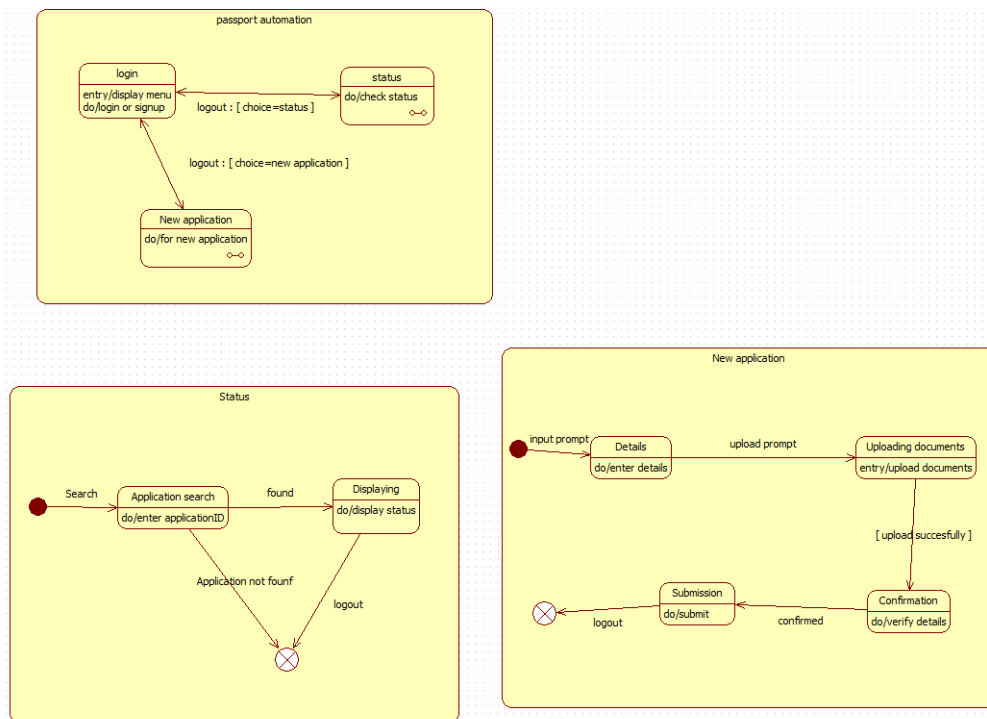 passport automation
login
entry/display menu
do/login or signup
status
do/check status
logout : [ choice=status ]
logout : [ choice=new application ]
New application
do/for new application
Status
Search
Application search
do/enter applicationID
found
Displaying
do/display status
Application not founf
logout
New application
input prompt
Details
do/enter details
upload prompt
Uploading documents
entry/upload documents
[ upload succesfully ]
Confirmation
do/verify details
confirmed
Submission
do/submit
logout